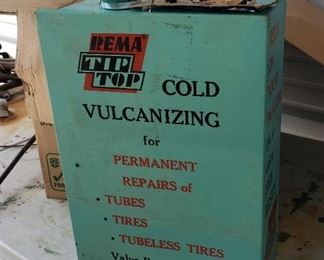 REMA
TIP
TOP
COLD
VULCANIZING
for
PERMANENT
REPAIRS of
• TUBES
• TIRES
• TUBELESS TIRES